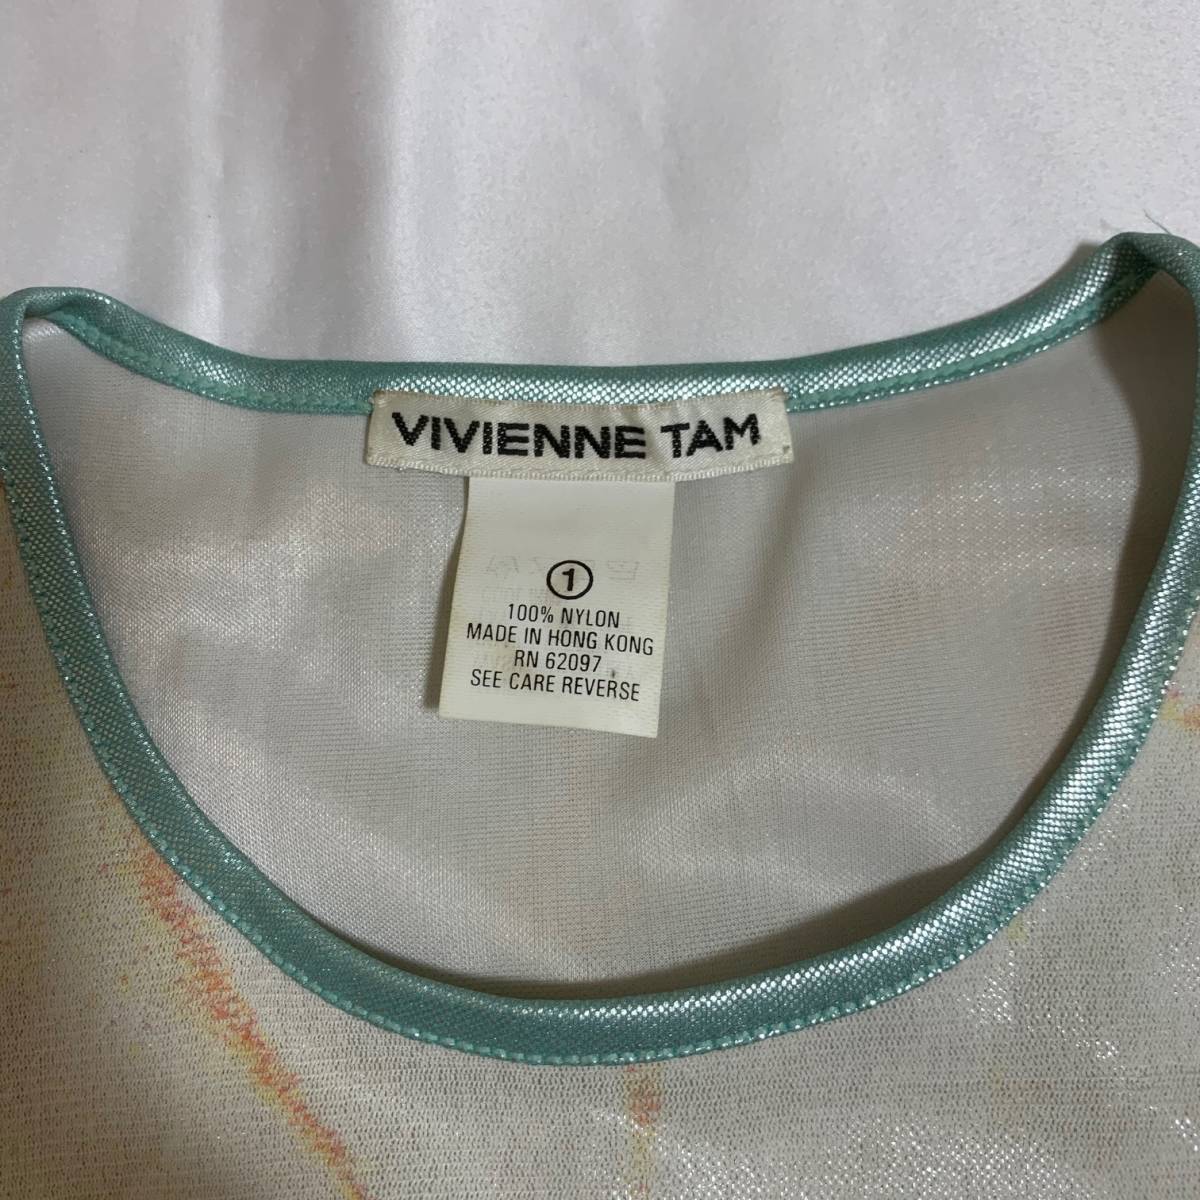 VIVIENNE TAM
1
100% NYLON
MADE IN HONG KONG
RN 62097
SEE CARE REVERSE